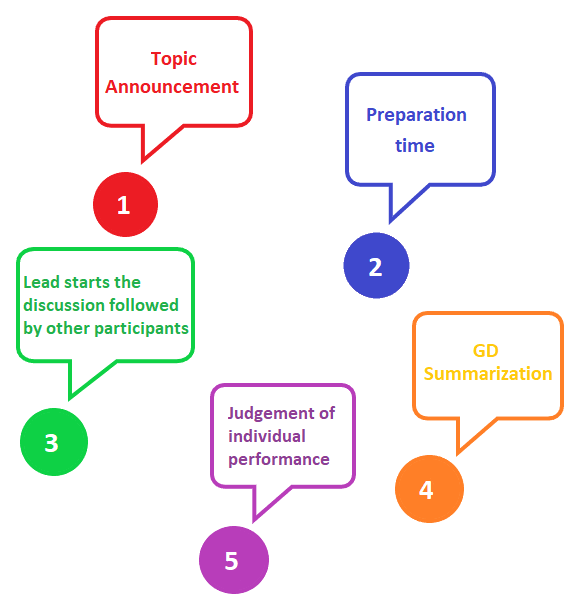 Topic
Announcement
1
Preparation
time
2
Lead starts the
discussion followed
by other participants
3
GD
Summarization
4
Judgement of
individual
performance
5